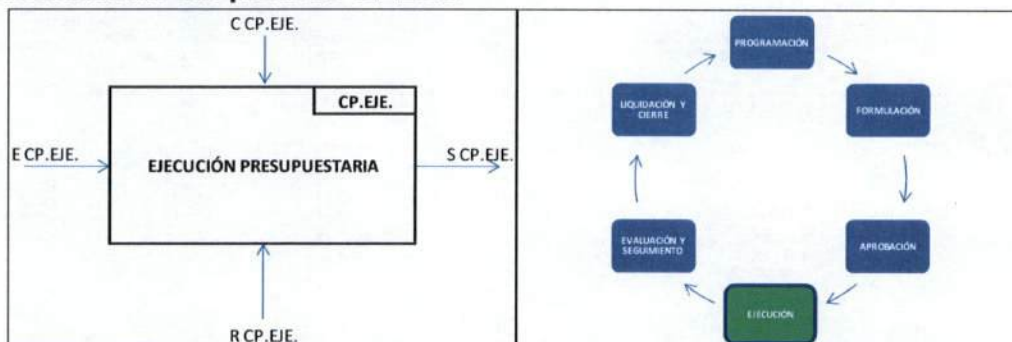 C CP.EJE.
CP.EJE.
E CP.EJE.
EJECUCIÓN PRESUPUESTARIA
S CP.EJE.
R CP.EJE.
PROGRAMACIÓN
FORMULACIÓN
APROBACIÓN
EJECUCIÓN
EVALUACIÓN Y
SEGUIMIENTO
LIQUIDACIÓN Y
CIERRE